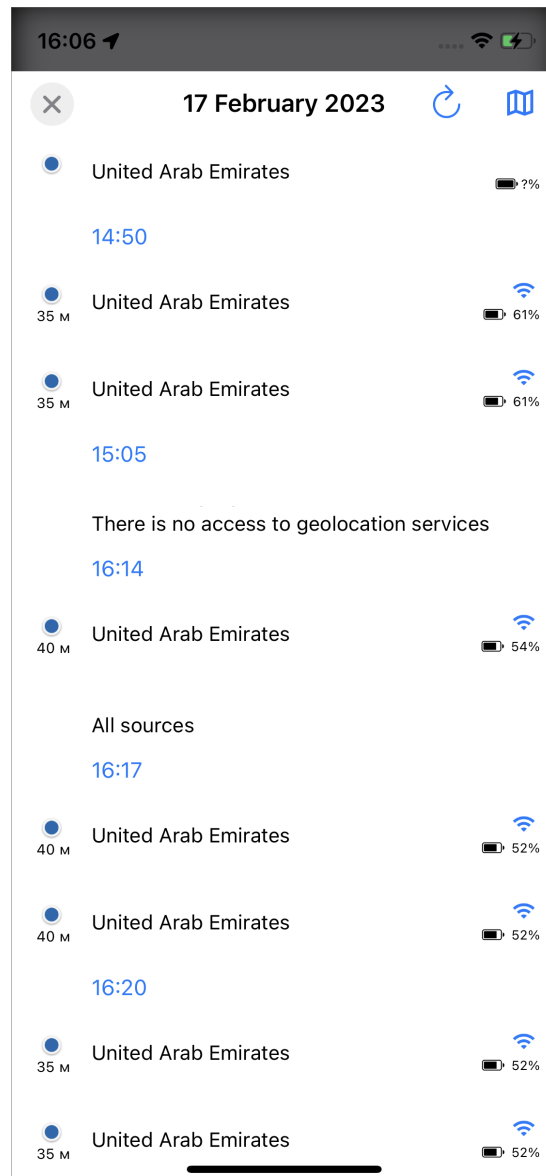 16:06
17 February 2023
United Arab Emirates
?%
14:50
United Arab Emirates
35 м
61%
United Arab Emirates
35 м
61%
15:05
There is no access to geolocation services
16:14
United Arab Emirates
40 м
54%
All sources
16:17
United Arab Emirates
40 м
52%
United Arab Emirates
40 м
52%
16:20
United Arab Emirates
35 м
52%
United Arab Emirates
35 м
52%